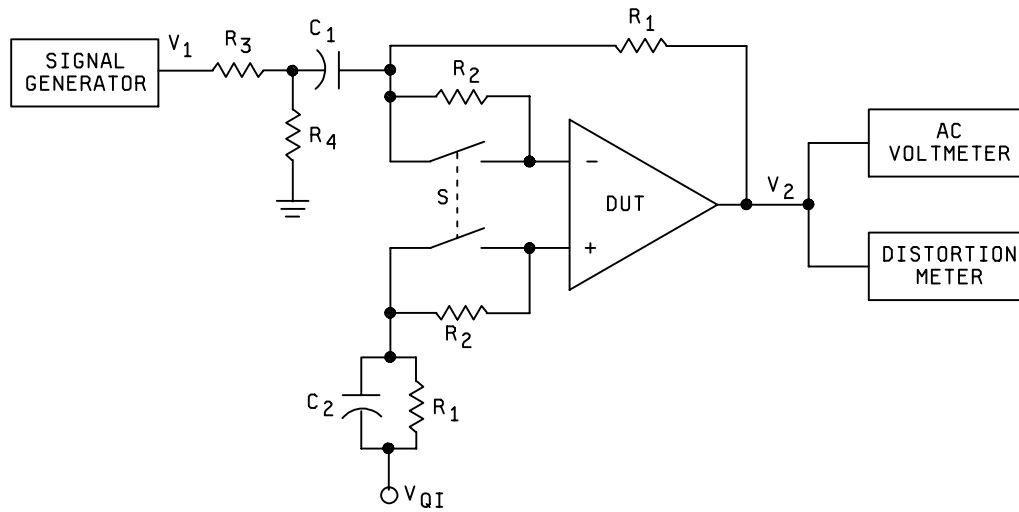 C1
R1
SIGNAL
GENERATOR
V1
R3
R2
R4
AC
VOLTMETER
−
S
DUT
V2
+
DISTORTION
METER
R2
C2
R1
VQI